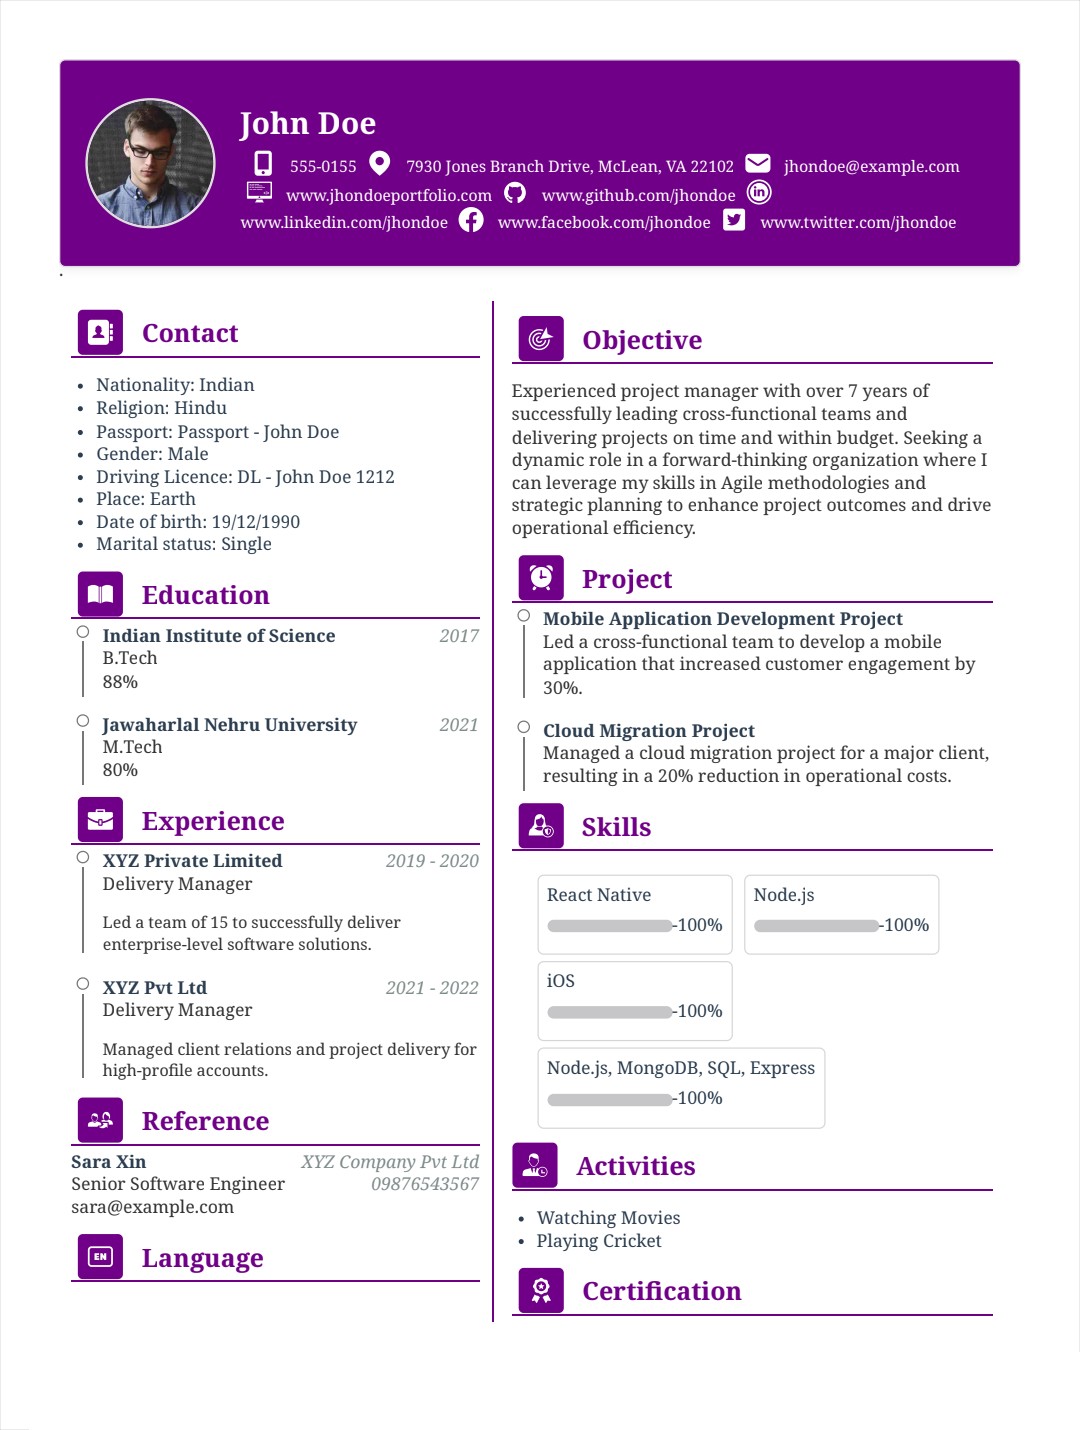 John Doe
555-0155 7930 Jones Branch Drive, McLean, VA 22102 jhondoe@example.com
www.jhondoeportfolio.com www.github.com/jhondoe
www.linkedin.com/jhondoe www.facebook.com/jhondoe www.twitter.com/jhondoe
.
Contact
• Nationality: Indian
• Religion: Hindu
• Passport: Passport - John Doe
• Gender: Male
• Driving Licence: DL - John Doe 1212
• Place: Earth
• Date of birth: 19/12/1990
• Marital status: Single
Education
Indian Institute of Science 2017
B.Tech
88%
Jawaharlal Nehru University 2021
M.Tech
80%
Experience
XYZ Private Limited 2019 - 2020
Delivery Manager
Led a team of 15 to successfully deliver
enterprise-level software solutions.
XYZ Pvt Ltd 2021 - 2022
Delivery Manager
Managed client relations and project delivery for
high-profile accounts.
Reference
Sara Xin XYZ Company Pvt Ltd
Senior Software Engineer 09876543567
sara@example.com
EN Language
Objective
Experienced project manager with over 7 years of
successfully leading cross-functional teams and
delivering projects on time and within budget. Seeking a
dynamic role in a forward-thinking organization where I
can leverage my skills in Agile methodologies and
strategic planning to enhance project outcomes and drive
operational efficiency.
Project
Mobile Application Development Project
Led a cross-functional team to develop a mobile
application that increased customer engagement by
30%.
Cloud Migration Project
Managed a cloud migration project for a major client,
resulting in a 20% reduction in operational costs.
Skills
React Native Node.js
-100% -100%
iOS
-100%
Node.js, MongoDB, SQL, Express
-100%
Activities
• Watching Movies
• Playing Cricket
Certification